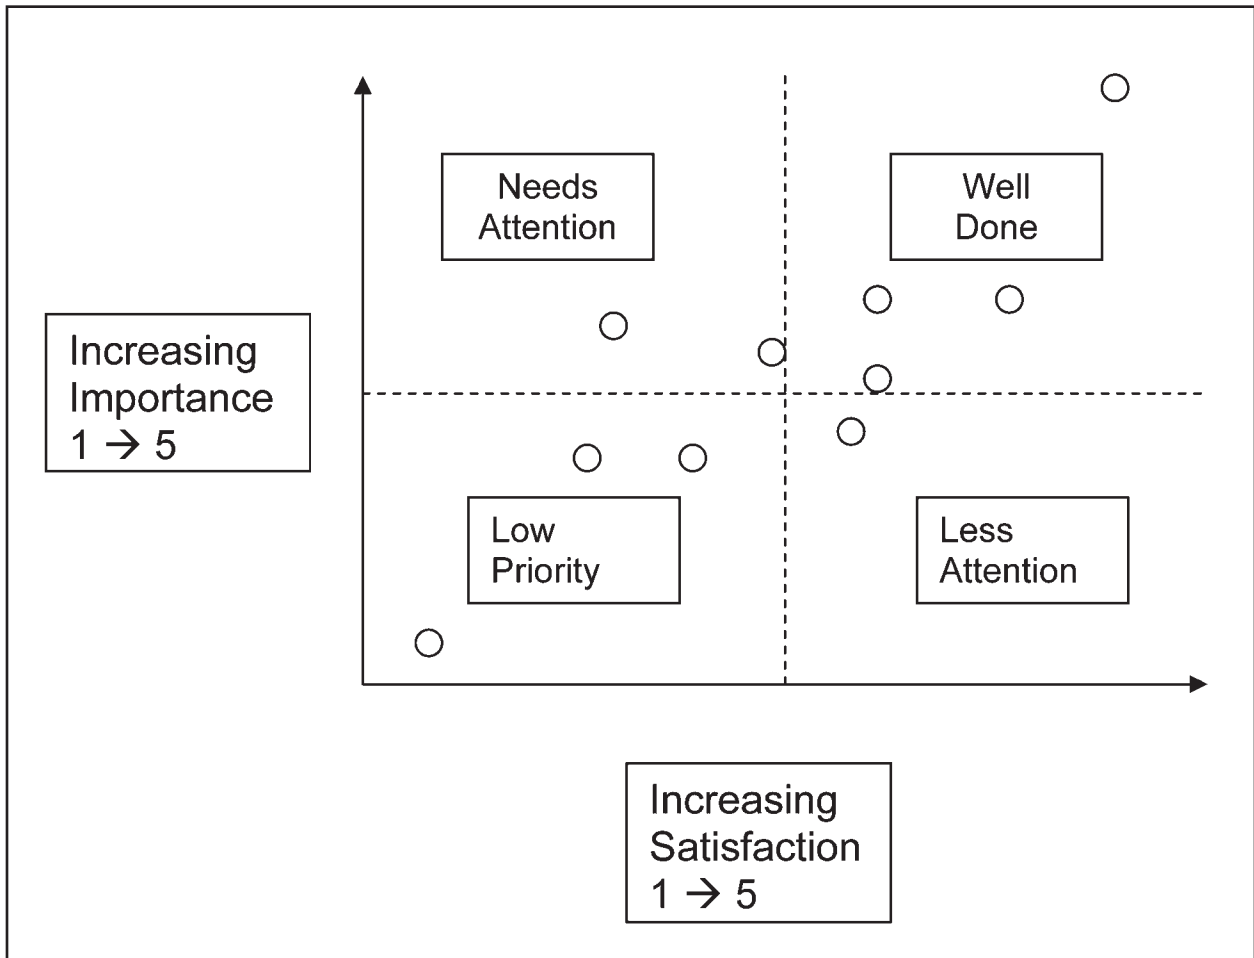 Needs
Attention
Well
Done
Increasing
Importance
1 → 5
Low
Priority
Less
Attention
Increasing
Satisfaction
1 → 5